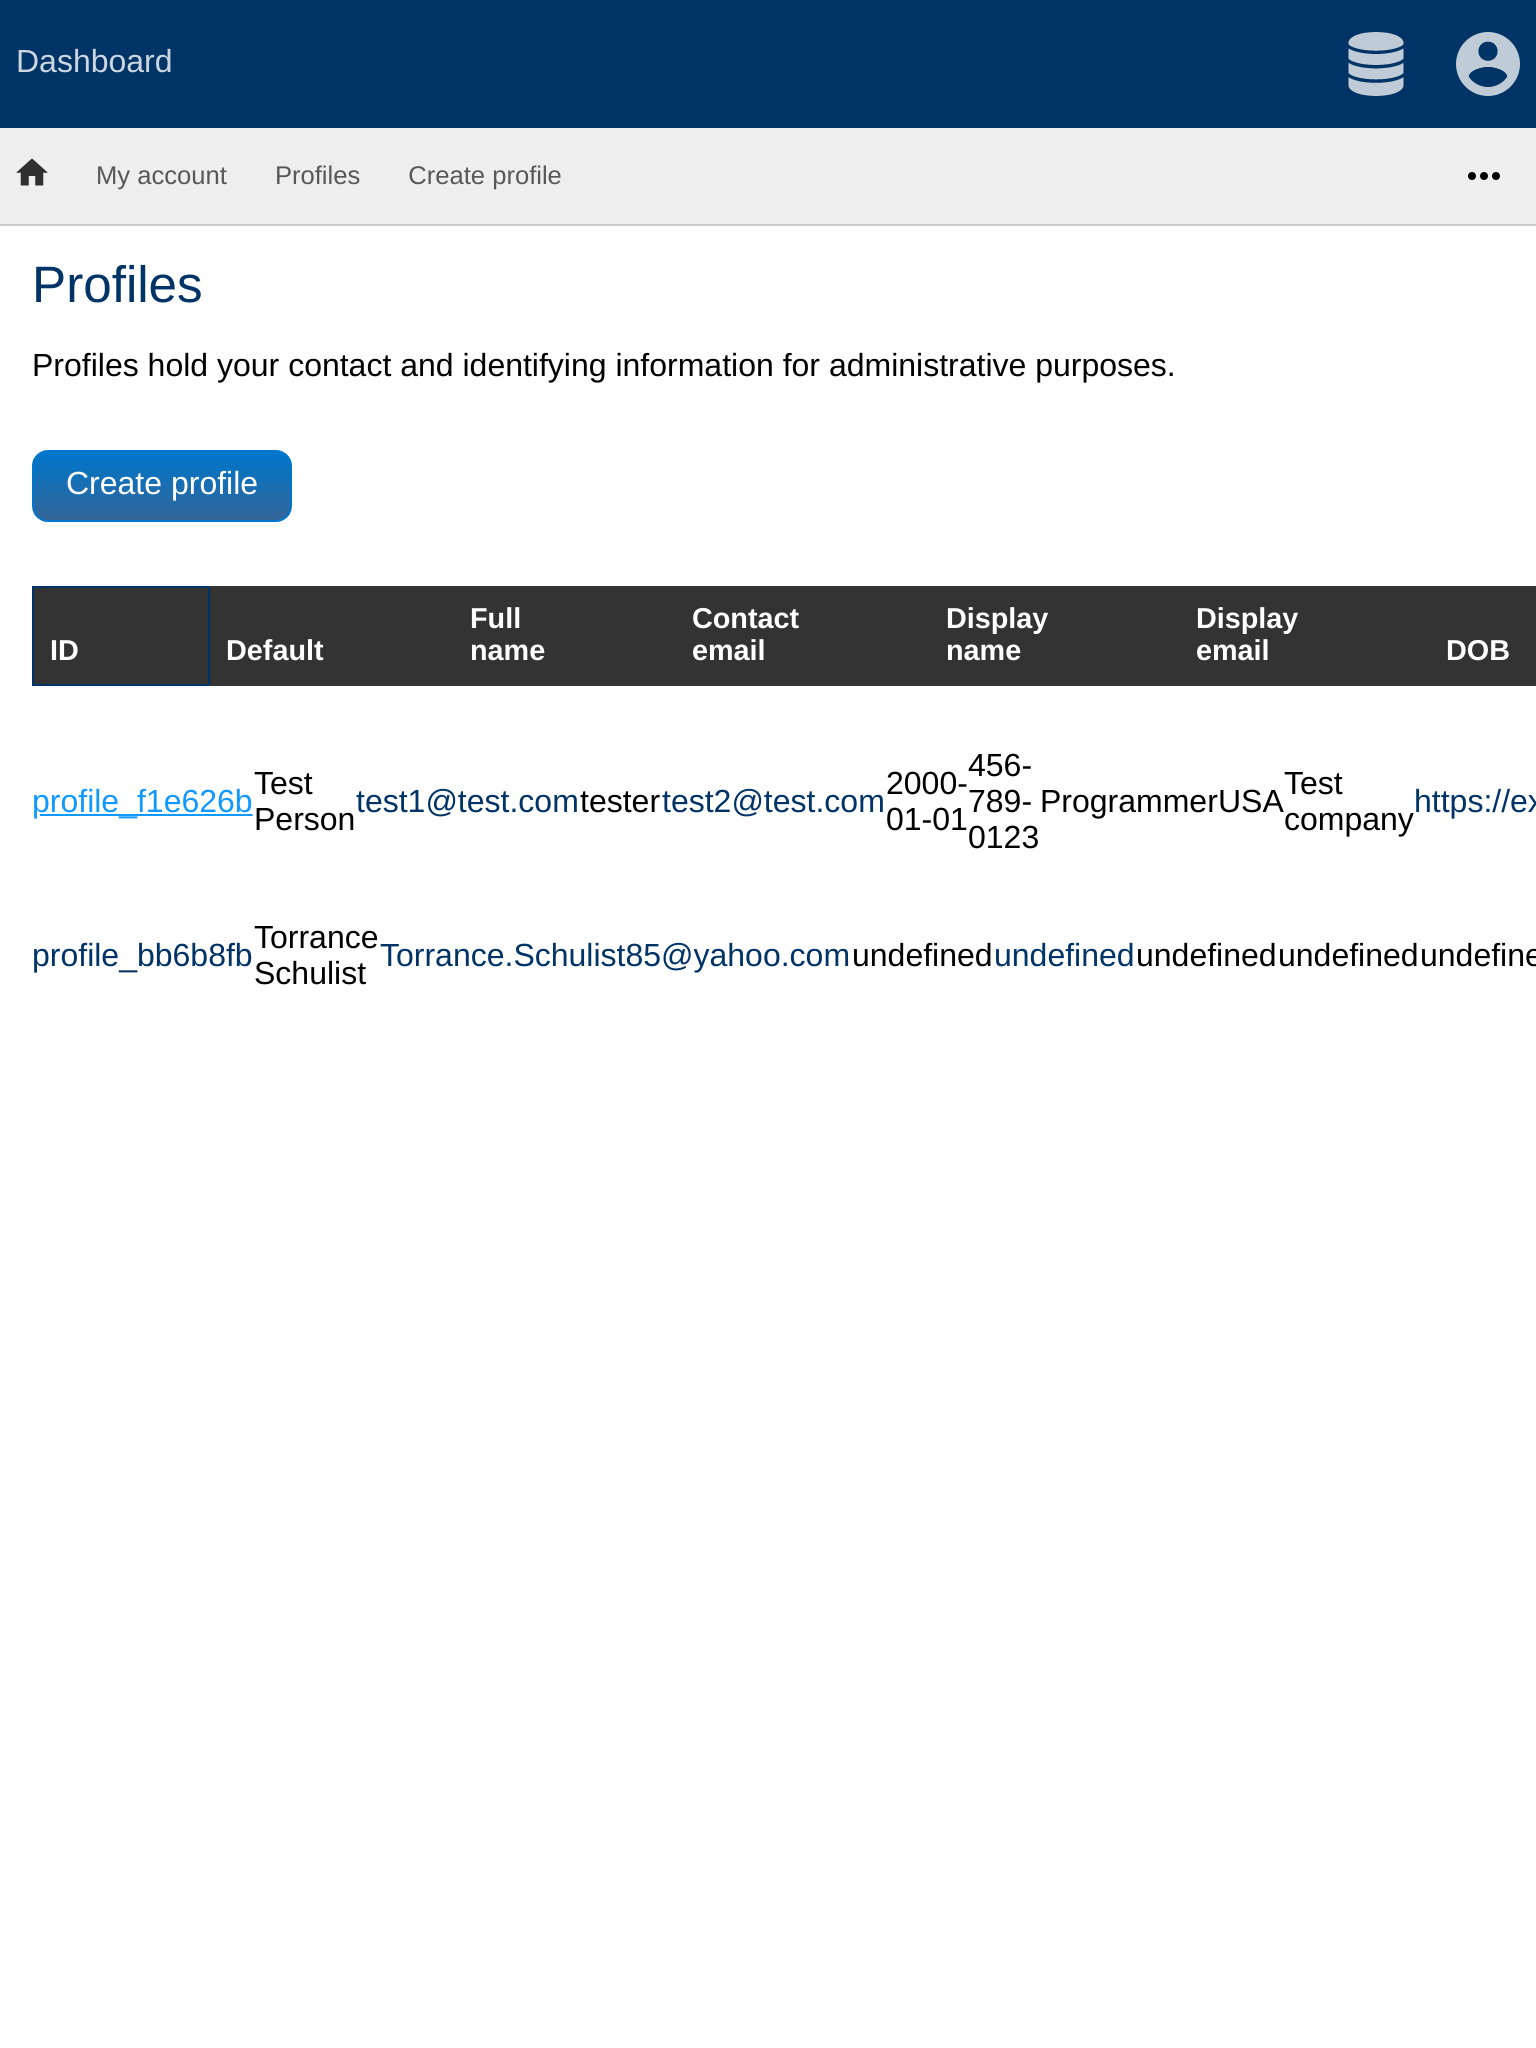 Dashboard
My account Profiles Create profile
Profiles
Profiles hold your contact and identifying information for administrative purposes.
Create profile
ID Default Full name Contact email Display name Display email DOB
profile_f1e626b Test Person test1@test.com tester test2@test.com 2000-01-01 456-789-0123 Programmer USA Test company https://ex
profile_bb6b8fb Torrance Schulist Torrance.Schulist85@yahoo.com undefined undefined undefined undefined undefine